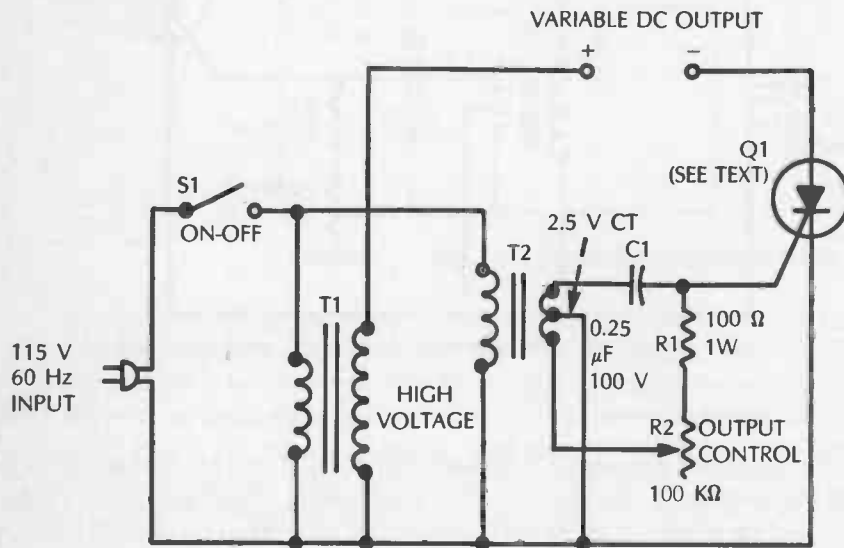 VARIABLE DC OUTPUT
+ −
Q1
(SEE TEXT)
S1
ON-OFF
2.5 V CT
C1
T2
T1
115 V
60 Hz
INPUT
HIGH
VOLTAGE
0.25
µF
100 V
100 Ω
R1 1W
R2 OUTPUT
CONTROL
100 KΩ